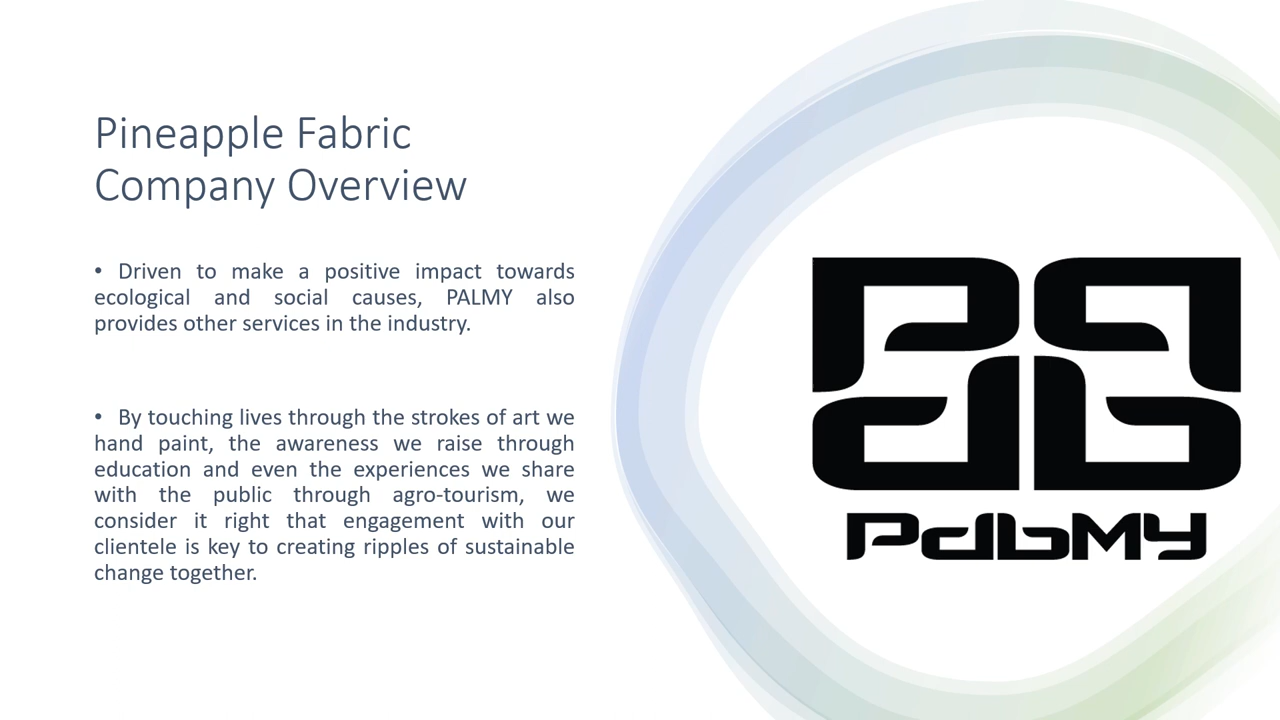 Pineapple Fabric
Company Overview
• Driven to make a positive impact towards
ecological and social causes, PALMY also
provides other services in the industry.
• By touching lives through the strokes of art we
hand paint, the awareness we raise through
education and even the experiences we share
with the public through agro-tourism, we
consider it right that engagement with our
clientele is key to creating ripples of sustainable
change together.
PdbMY